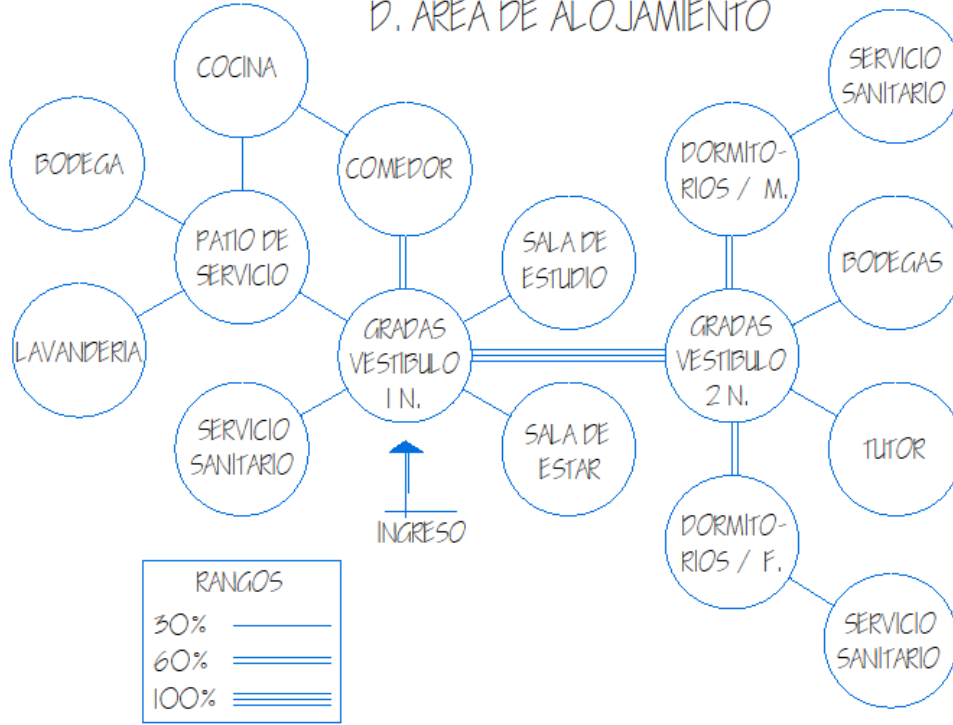 D. AREA DE ALOJAMIENTO
COCINA
SERVICIO
SANITARIO
BODEGA
COMEDOR
DORMITO-
RIOS / M.
PATIO DE
SERVICIO
SALA DE
ESTUDIO
BODEGAS
LAVANDERIA
GRADAS
VESTIBULO
1 N.
GRADAS
VESTIBULO
2 N.
SERVICIO
SANITARIO
SALA DE
ESTAR
TUTOR
INGRESO
DORMITO-
RIOS / F.
SERVICIO
SANITARIO
RANGOS
30%
60%
100%